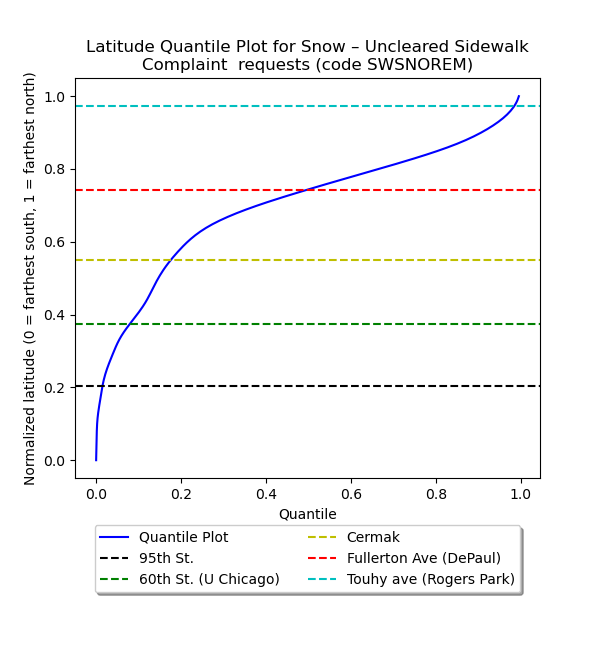 Latitude Quantile Plot for Snow – Uncleared Sidewalk
Complaint  requests (code SWSNOREM)
Normalized latitude (0 = farthest south, 1 = farthest north)
1.0
0.8
0.6
0.4
0.2
0.0
0.0 0.2 0.4 0.6 0.8 1.0
Quantile
Quantile Plot
95th St.
60th St. (U Chicago)
Cermak
Fullerton Ave (DePaul)
Touhy ave (Rogers Park)